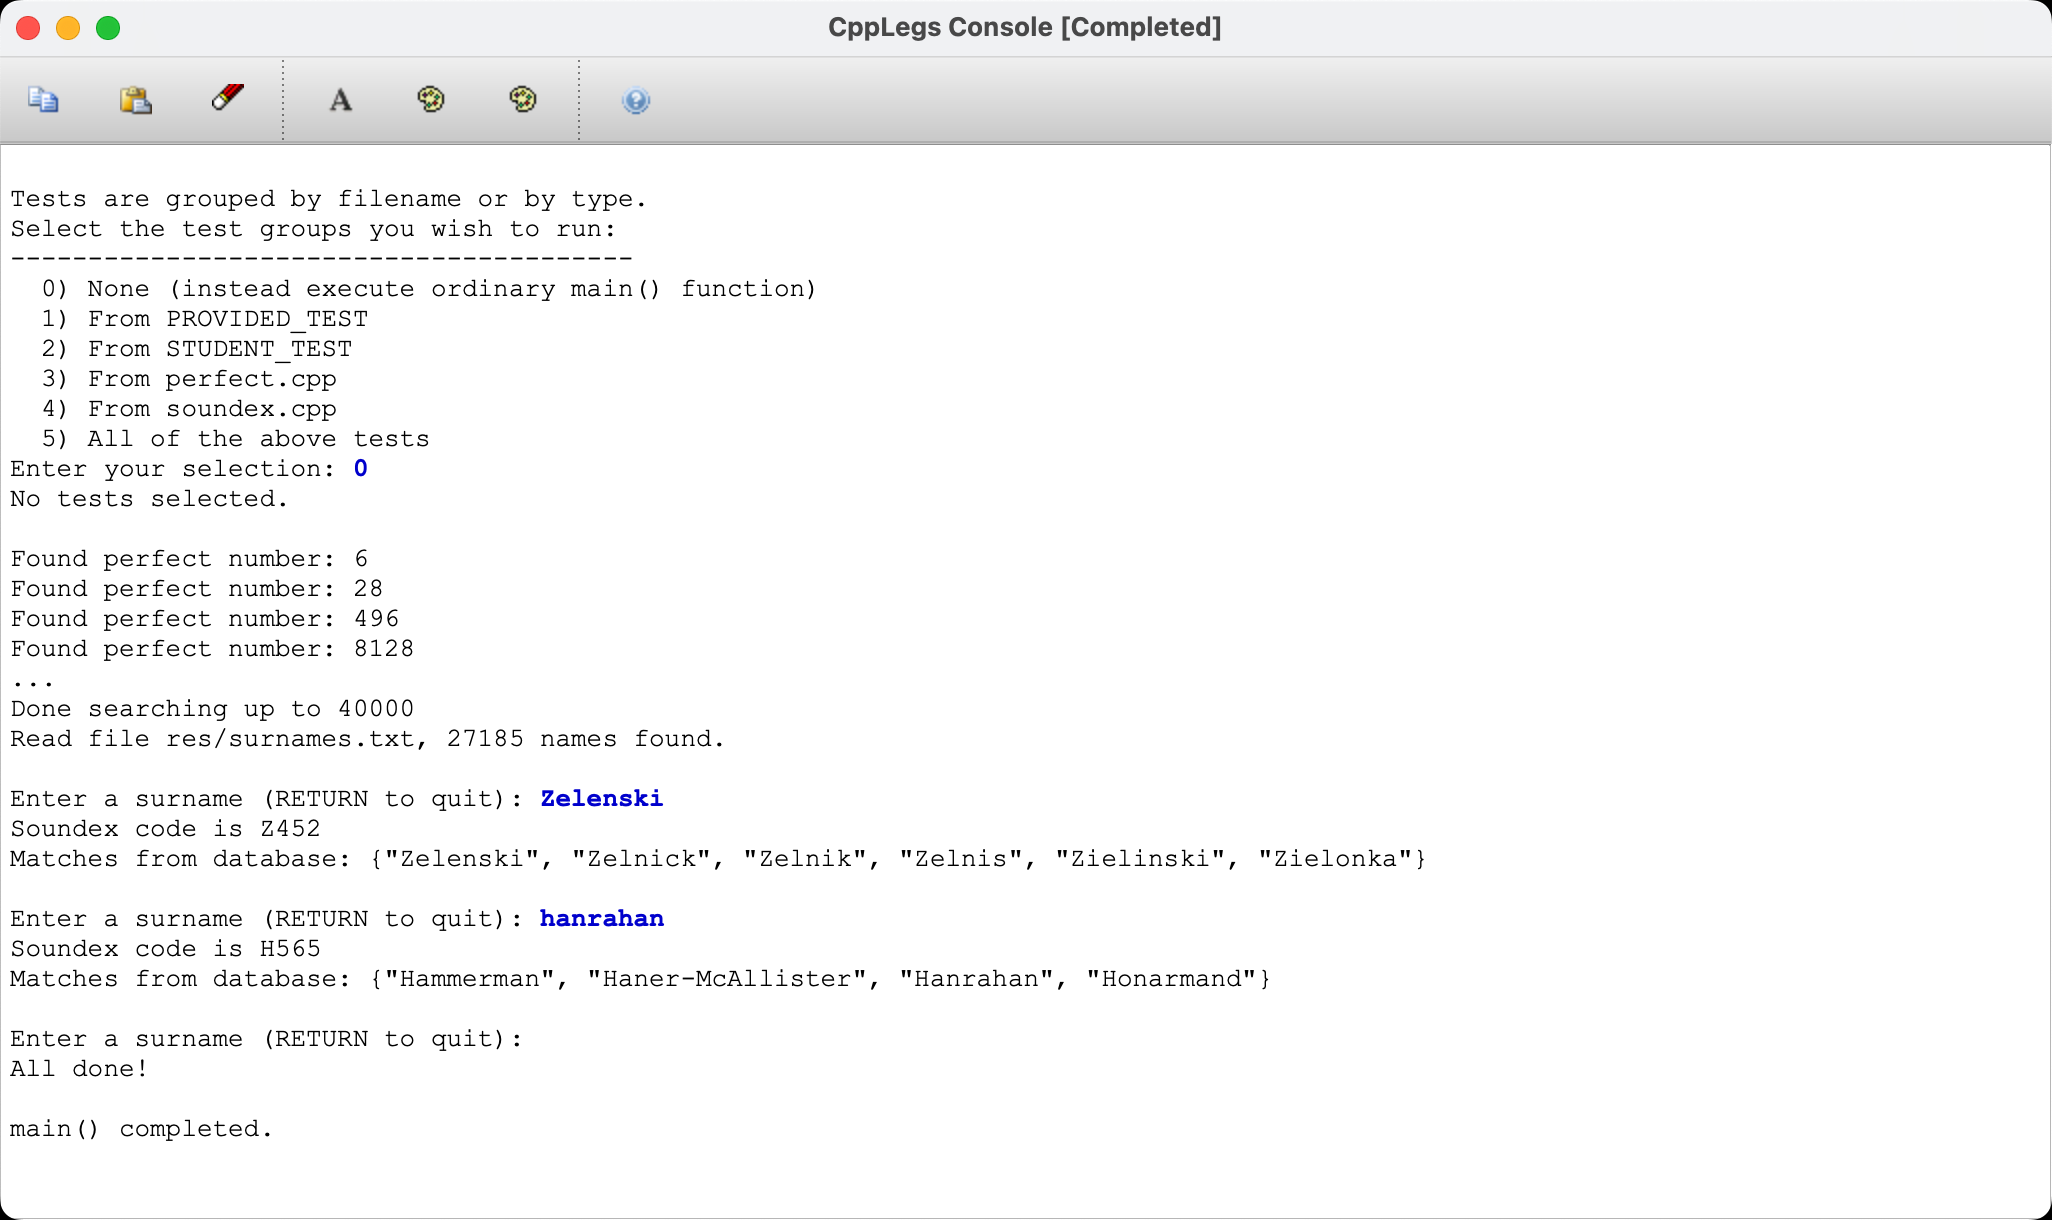 CppLegs Console [Completed]
Tests are grouped by filename or by type.
Select the test groups you wish to run:
----------------------------------------
  0) None (instead execute ordinary main() function)
  1) From PROVIDED_TEST
  2) From STUDENT_TEST
  3) From perfect.cpp
  4) From soundex.cpp
  5) All of the above tests
Enter your selection: 0
No tests selected.
Found perfect number: 6
Found perfect number: 28
Found perfect number: 496
Found perfect number: 8128
...
Done searching up to 40000
Read file res/surnames.txt, 27185 names found.
Enter a surname (RETURN to quit): Zelenski
Soundex code is Z452
Matches from database: {"Zelenski", "Zelnick", "Zelnik", "Zelnis", "Zielinski", "Zielonka"}
Enter a surname (RETURN to quit): hanrahan
Soundex code is H565
Matches from database: {"Hammerman", "Haner-McAllister", "Hanrahan", "Honarmand"}
Enter a surname (RETURN to quit):
All done!
main() completed.